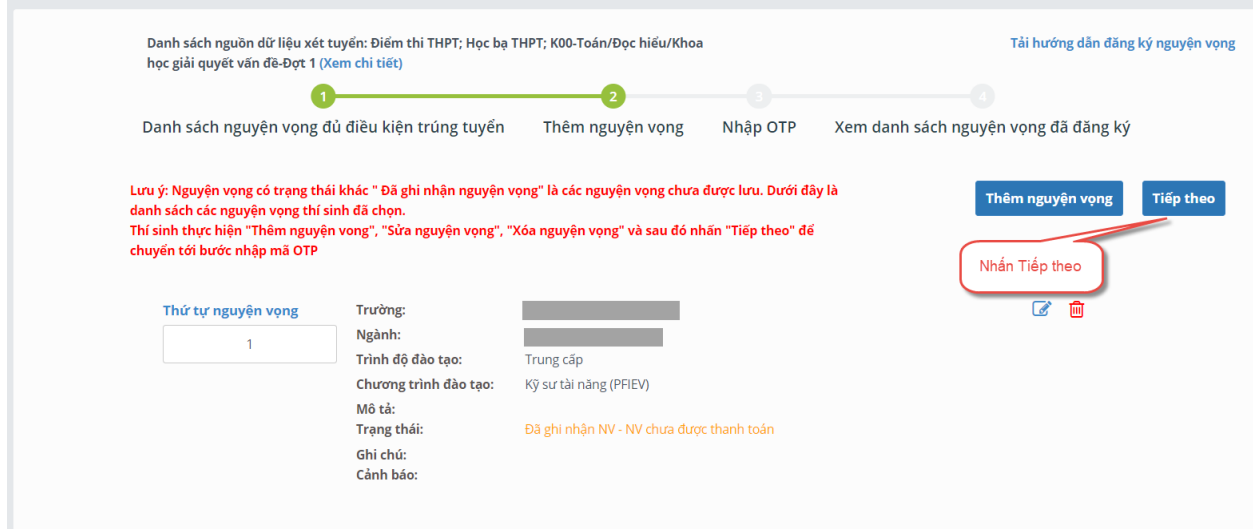 Danh sách nguồn dữ liệu xét tuyển: Điểm thi THPT; Học bạ THPT; K00-Toán/Đọc hiểu/Khoa
học giải quyết vấn đề-Đợt 1 (Xem chi tiết)
Tải hướng dẫn đăng ký nguyện vọng
1
2
3
4
Danh sách nguyện vọng đủ điều kiện trúng tuyển
Thêm nguyện vọng
Nhập OTP
Xem danh sách nguyện vọng đã đăng ký
Lưu ý: Nguyện vọng có trạng thái khác " Đã ghi nhận nguyện vọng" là các nguyện vọng chưa được lưu. Dưới đây là
danh sách các nguyện vọng thí sinh đã chọn.
Thí sinh thực hiện "Thêm nguyện vong", "Sửa nguyện vọng", "Xóa nguyện vọng" và sau đó nhấn "Tiếp theo" để
chuyển tới bước nhập mã OTP
Thêm nguyện vọng
Tiếp theo
Nhấn Tiếp theo
Thứ tự nguyện vọng
1
Trường:
Ngành:
Trình độ đào tạo: Trung cấp
Chương trình đào tạo: Kỹ sư tài năng (PFIEV)
Mô tả:
Trạng thái: Đã ghi nhận NV - NV chưa được thanh toán
Ghi chú:
Cảnh báo: